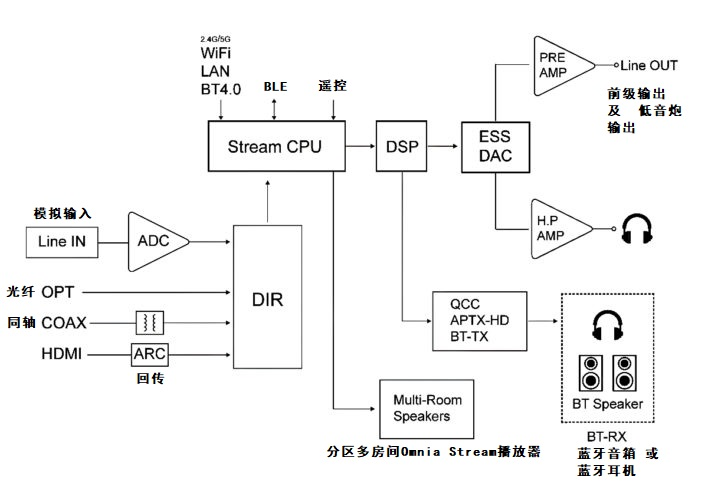 2.4G/5G
WiFi
LAN
BT4.0
BLE
遥控
Stream CPU
DSP
ESS
DAC
PRE
AMP
Line OUT
前级输出
及 低音炮
输出
H.P
AMP
模拟输入
Line IN
ADC
DIR
光纤 OPT
同轴 COAX
HDMI
ARC
回传
QCC
APTX-HD
BT-TX
BT Speaker
BT-RX
蓝牙音箱 或
蓝牙耳机
Multi-Room
Speakers
分区多房间Omnia Stream播放器